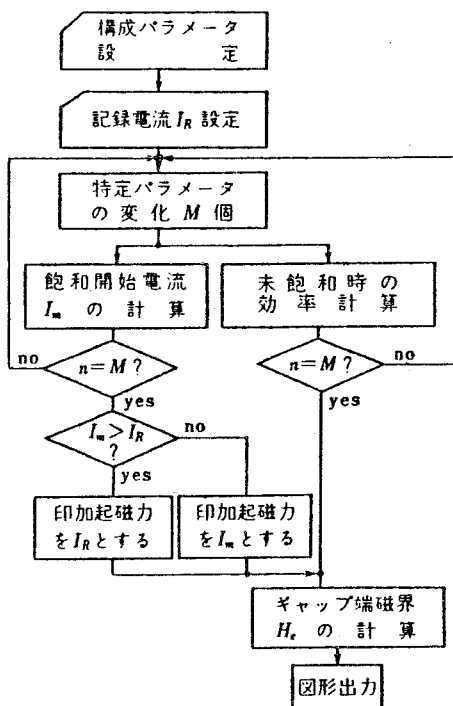 構成パラメータ
設定
記録電流 I_R 設定
特定パラメータ
の変化 M 個
飽和開始電流
I_m の計算
未飽和時の
効率計算
no
n=M?
n=M?
no
yes
yes
I_m > I_R
?
no
yes
印加起磁力
を I_R とする
印加起磁力
を I_m とする
ギャップ端磁界
H_e の計算
図形出力